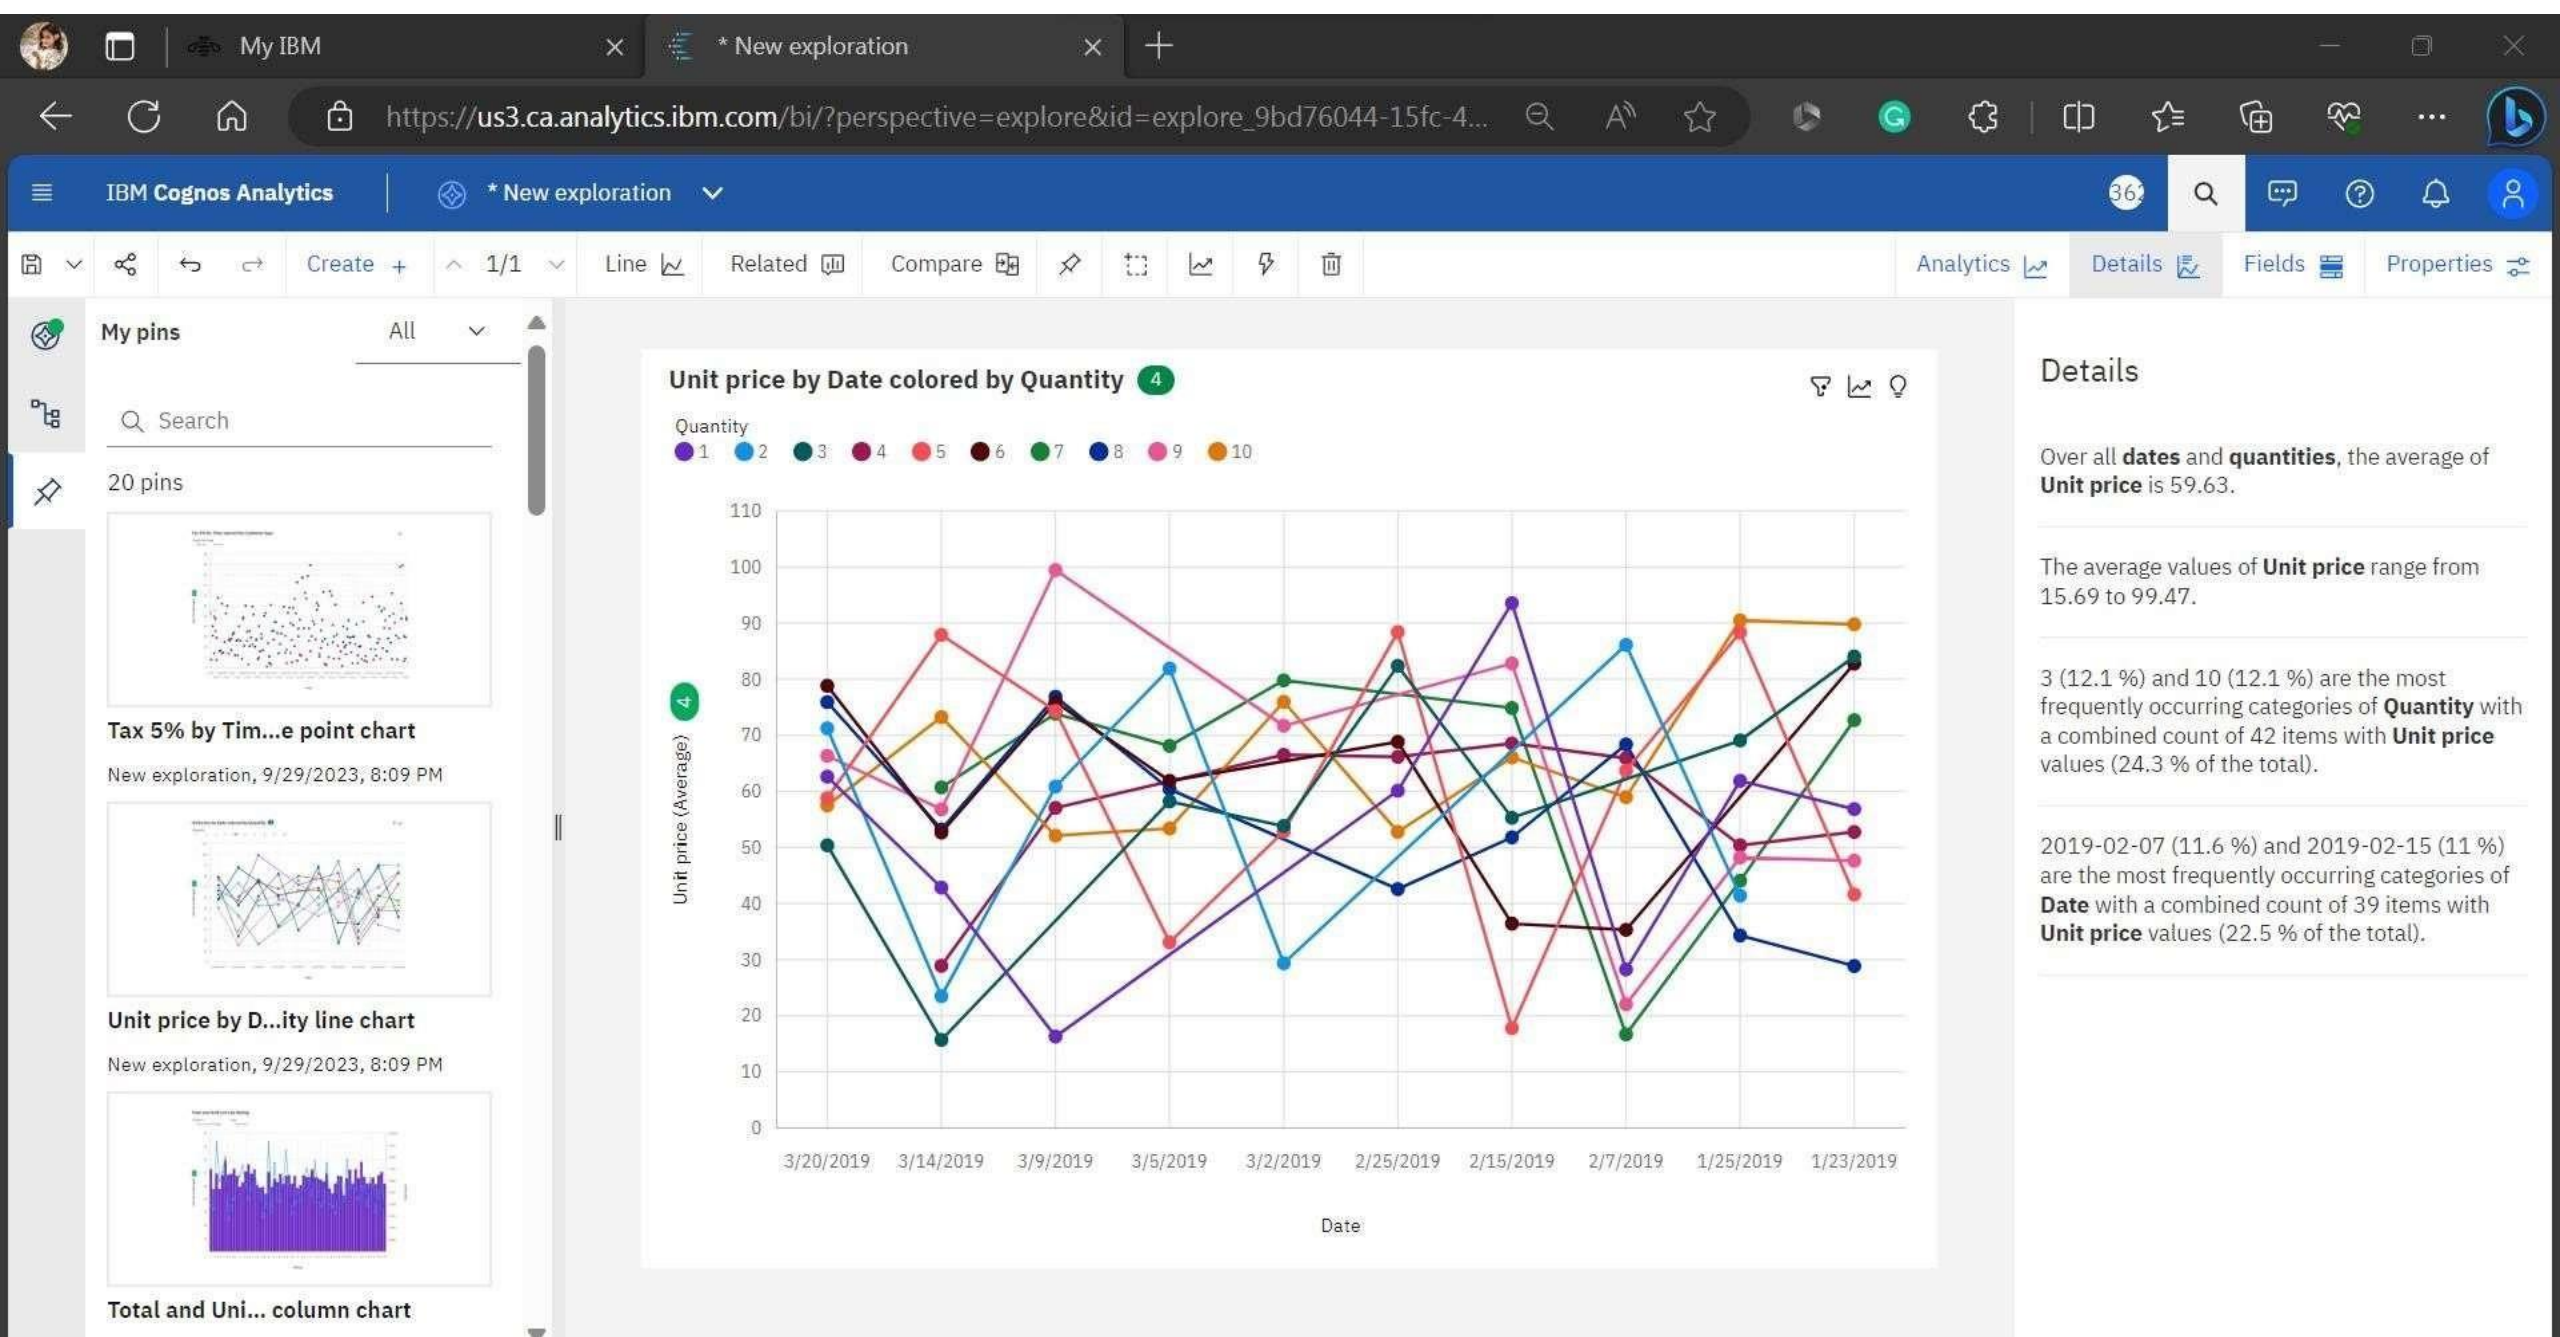 My IBM
* New exploration
https://us3.ca.analytics.ibm.com/bi/?perspective=explore&id=explore_9bd76044-15fc-4...
IBM Cognos Analytics
* New exploration
Create +
1/1
Line
Related
Compare
Analytics
Details
Fields
Properties
My pins
All
Search
20 pins
Tax 5% by Tim...e point chart
New exploration, 9/29/2023, 8:09 PM
Unit price by D...ity line chart
New exploration, 9/29/2023, 8:09 PM
Total and Uni... column chart
Unit price by Date colored by Quantity 4
Quantity
1 2 3 4 5 6 7 8 9 10
110
100
90
80
70
60
50
40
30
20
10
0
4
Unit price (Average)
3/20/2019 3/14/2019 3/9/2019 3/5/2019 3/2/2019 2/25/2019 2/15/2019 2/7/2019 1/25/2019 1/23/2019
Date
Details
Over all dates and quantities, the average of
Unit price is 59.63.
The average values of Unit price range from
15.69 to 99.47.
3 (12.1 %) and 10 (12.1 %) are the most
frequently occurring categories of Quantity with
a combined count of 42 items with Unit price
values (24.3 % of the total).
2019-02-07 (11.6 %) and 2019-02-15 (11 %)
are the most frequently occurring categories of
Date with a combined count of 39 items with
Unit price values (22.5 % of the total).